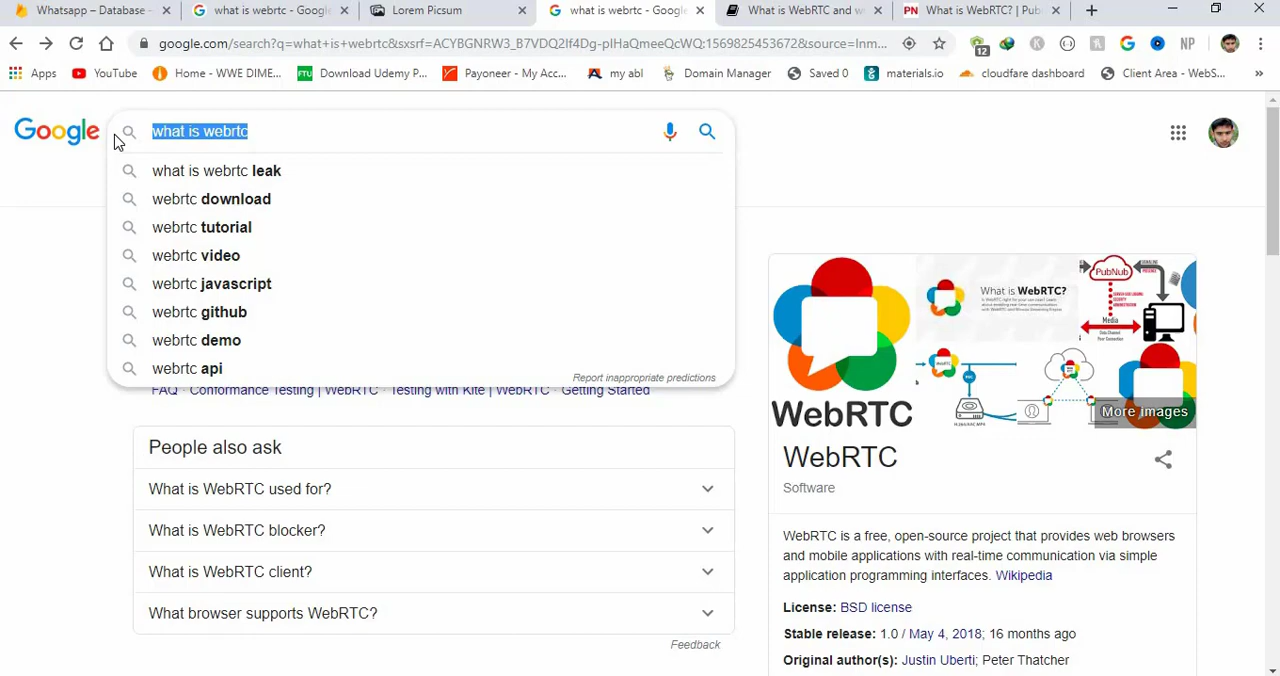 Whatsapp – Database -
what is webrtc - Goog
Lorem Picsum
what is webrtc - Goog
What is WebRTC and w
What is WebRTC? | Pub
google.com/search?q=what+is+webrtc&sxsrf=ACYBGNRW3_B7VDQ2If4Dg-pIHaQmeeQcWQ:1569825453672&source=lnm...
12
NP
Apps
YouTube
Home - WWE DIME...
Download Udemy P...
Payoneer - My Acc...
my abl
Domain Manager
Saved 0
materials.io
cloudfare dashboard
Client Area - WebS...
»
Google
what is webrtc
what is webrtc leak
webrtc download
webrtc tutorial
webrtc video
webrtc javascript
webrtc github
webrtc demo
webrtc api
Report inappropriate predictions
FAQ · Conformance Testing | WebRTC · Testing with Kite | WebRTC · Getting Started
People also ask
What is WebRTC used for?
What is WebRTC blocker?
What is WebRTC client?
What browser supports WebRTC?
Feedback
WebRTC
What is WebRTC?
PubNub
Media
More images
WebRTC
Software
WebRTC is a free, open-source project that provides web browsers
and mobile applications with real-time communication via simple
application programming interfaces. Wikipedia
License: BSD license
Stable release: 1.0 / May 4, 2018; 16 months ago
Original author(s): Justin Uberti; Peter Thatcher